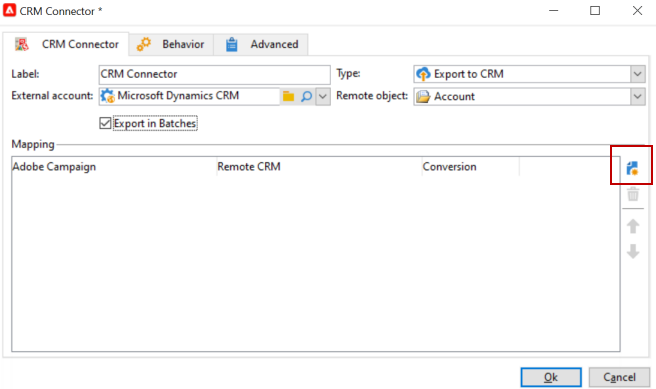 CRM Connector *
CRM Connector Behavior Advanced
Label: CRM Connector Type: Export to CRM
External account: Microsoft Dynamics CRM Remote object: Account
Export in Batches
Mapping
Adobe Campaign Remote CRM Conversion
Ok Cancel